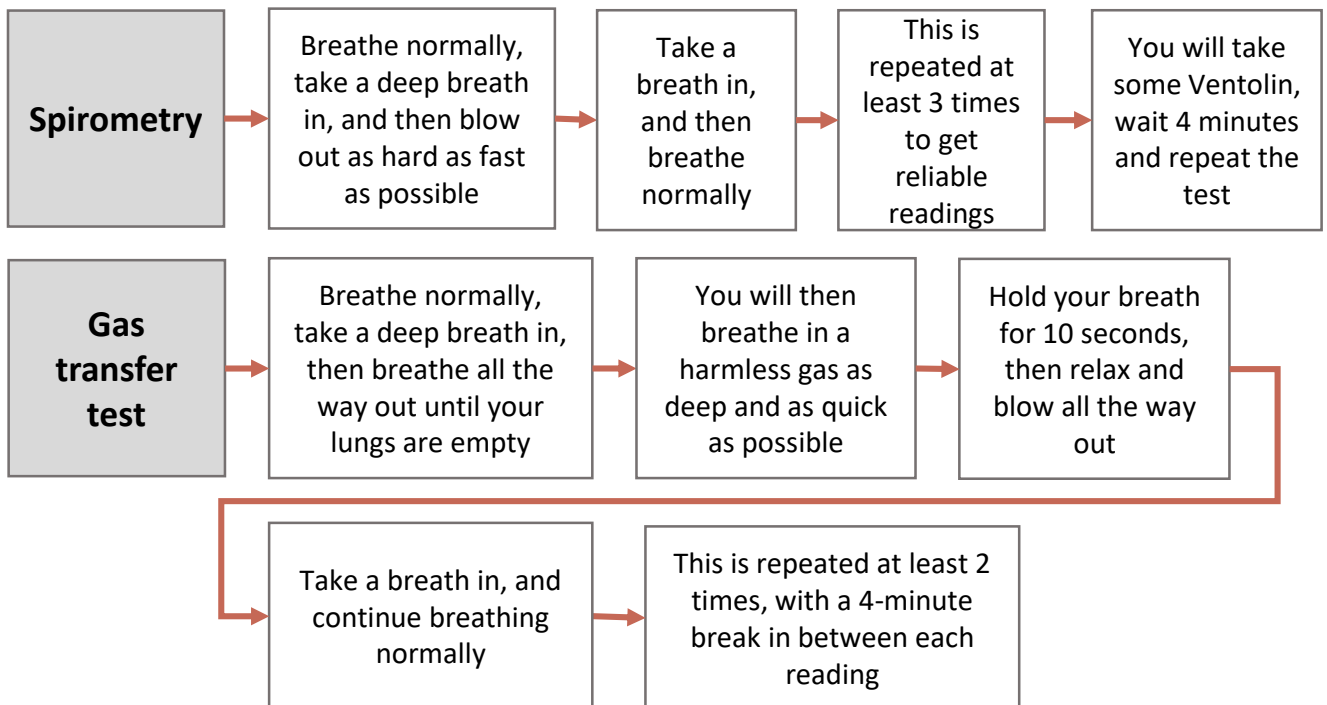 Spirometry
Breathe normally,
take a deep breath
in, and then blow
out as hard as fast
as possible
Take a
breath in,
and then
breathe
normally
This is
repeated at
least 3 times
to get
reliable
readings
You will take
some Ventolin,
wait 4 minutes
and repeat the
test
Gas
transfer
test
Breathe normally,
take a deep breath in,
then breathe all the
way out until your
lungs are empty
You will then
breathe in a
harmless gas as
deep and as quick
as possible
Hold your breath
for 10 seconds,
then relax and
blow all the way
out
Take a breath in, and
continue breathing
normally
This is repeated at least 2
times, with a 4-minute
break in between each
reading